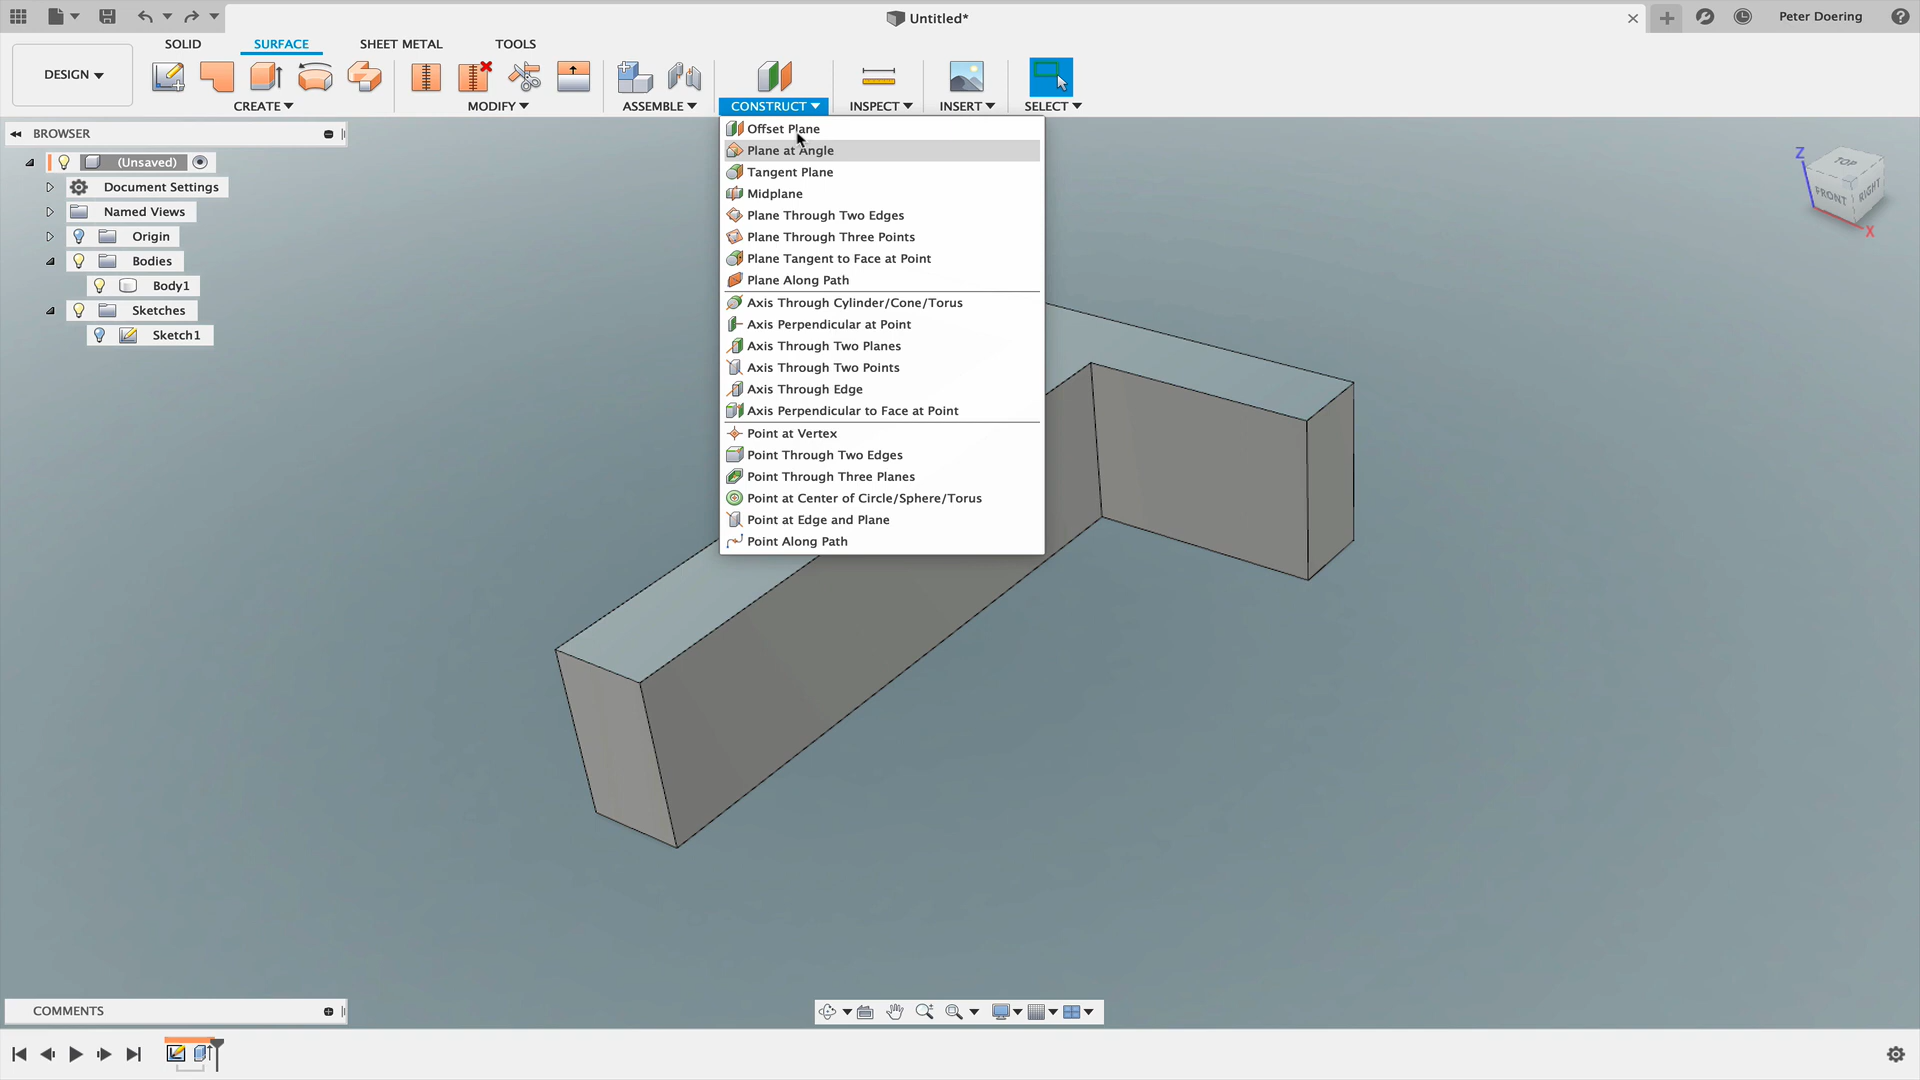 Untitled*
Peter Doering
SOLID
SURFACE
SHEET METAL
TOOLS
DESIGN
CREATE
MODIFY
ASSEMBLE
CONSTRUCT
INSPECT
INSERT
SELECT
BROWSER
(Unsaved)
Document Settings
Named Views
Origin
Bodies
Body1
Sketches
Sketch1
Offset Plane
Plane at Angle
Tangent Plane
Midplane
Plane Through Two Edges
Plane Through Three Points
Plane Tangent to Face at Point
Plane Along Path
Axis Through Cylinder/Cone/Torus
Axis Perpendicular at Point
Axis Through Two Planes
Axis Through Two Points
Axis Through Edge
Axis Perpendicular to Face at Point
Point at Vertex
Point Through Two Edges
Point Through Three Planes
Point at Center of Circle/Sphere/Torus
Point at Edge and Plane
Point Along Path
Z
TOP
FRONT
RIGHT
X
COMMENTS